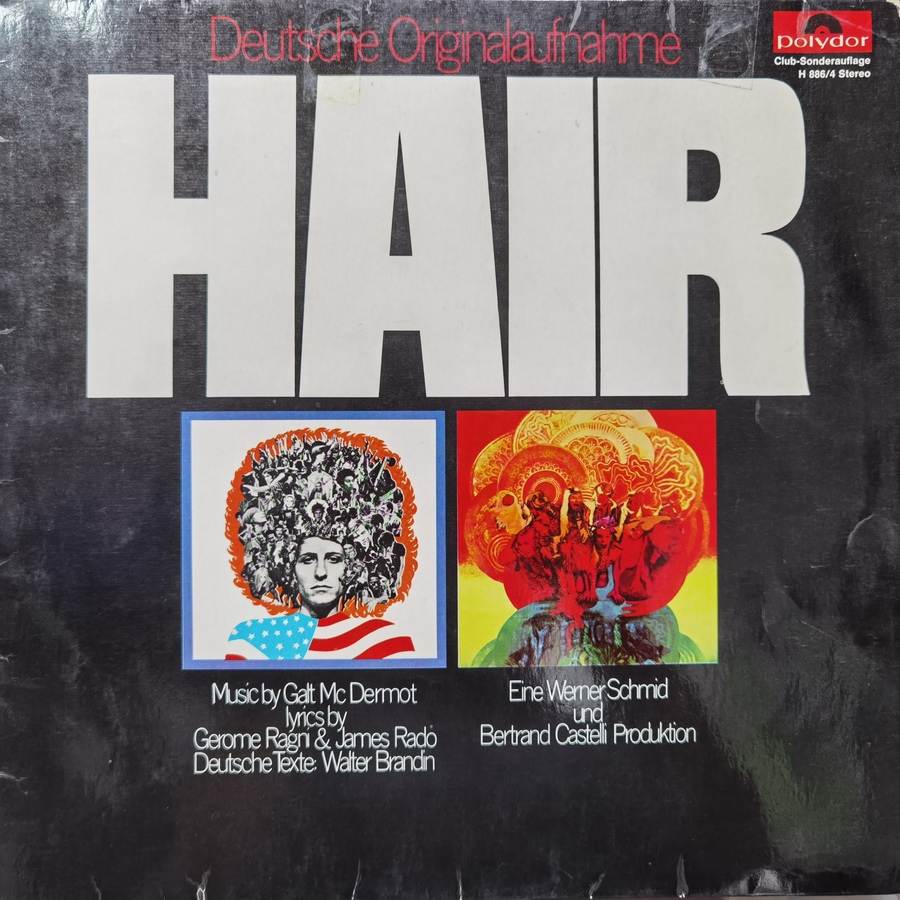 Deutsche Originalaufnahme
polydor
Club-Sonderauflage
H 886/4 Stereo
HAIR
Music by Galt Mc Dermot
lyrics by
Gerome Ragni & James Rado
Deutsche Texte: Walter Brandin
Eine Werner Schmid
und
Bertrand Castelli Produktion